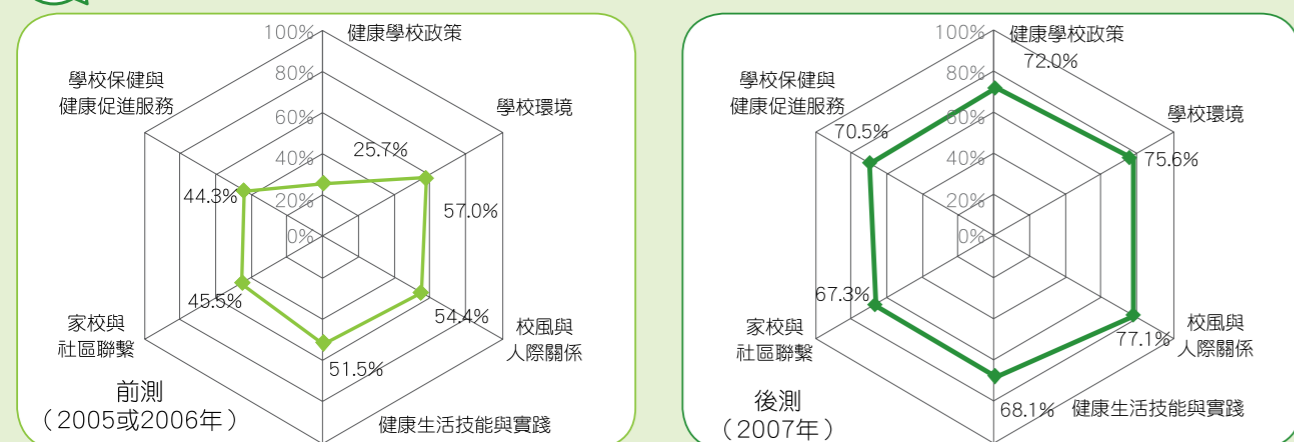 100%
健康學校政策
80%
60%
40%
20%
0%
學校保健與
健康促進服務
學校環境
25.7%
44.3%
57.0%
45.5%
54.4%
51.5%
家校與
社區聯繫
校風與
人際關係
健康生活技能與實踐
前測
（2005或2006年）
100%
健康學校政策
72.0%
80%
60%
40%
20%
0%
學校保健與
健康促進服務
70.5%
學校環境
75.6%
67.3%
77.1%
68.1%
家校與
社區聯繫
校風與
人際關係
健康生活技能與實踐
後測
（2007年）